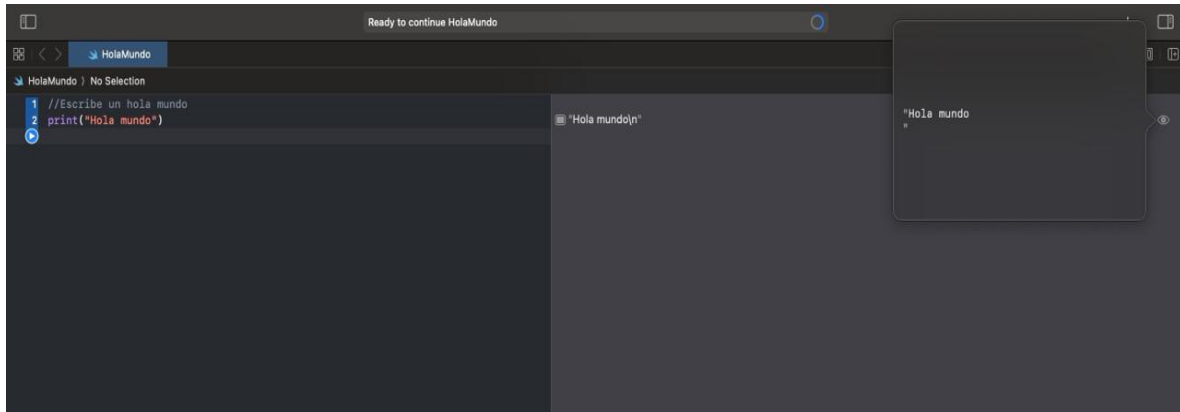 Ready to continue HolaMundo
HolaMundo
HolaMundo 〉 No Selection
1 //Escribe un hola mundo
2 print("Hola mundo")
"Hola mundo\n"
"Hola mundo
"